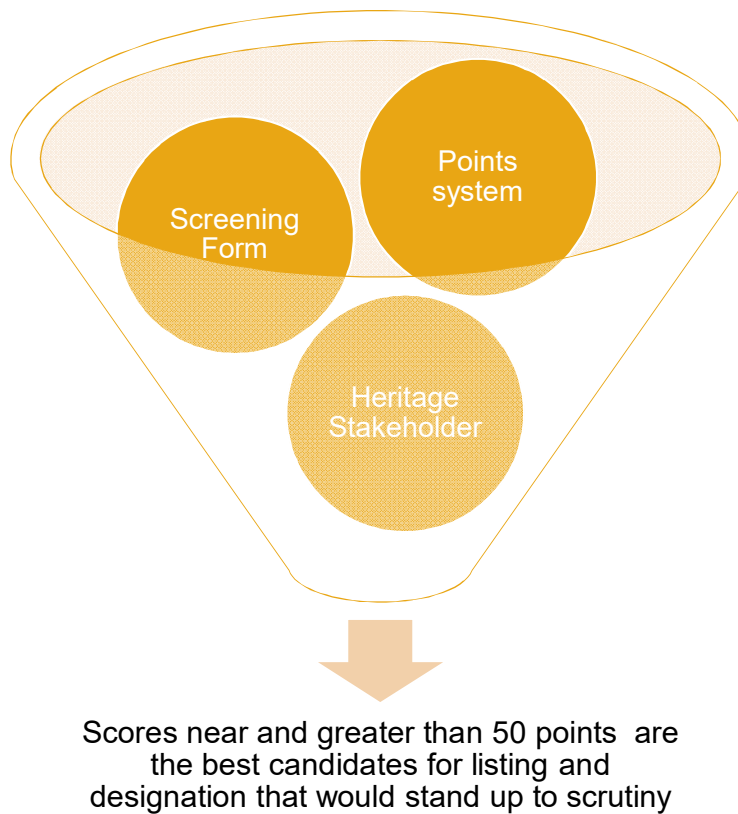 Points
system
Screening
Form
Heritage
Stakeholder
Scores near and greater than 50 points  are
the best candidates for listing and
designation that would stand up to scrutiny